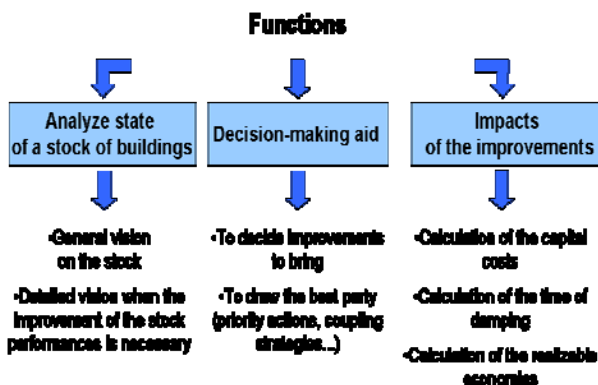 Functions
Analyze state
of a stock of buildings
Decision-making aid
Impacts
of the improvements
•General vision
on the stock
•Detailed vision when the
improvement of the stock
performances is necessary
•To decide improvements
to bring
•To draw the best party
(priority actions, coupling
strategies...)
•Calculation of the capital
costs
•Calculation of the time of
damping
•Calculation of the realizable
economies